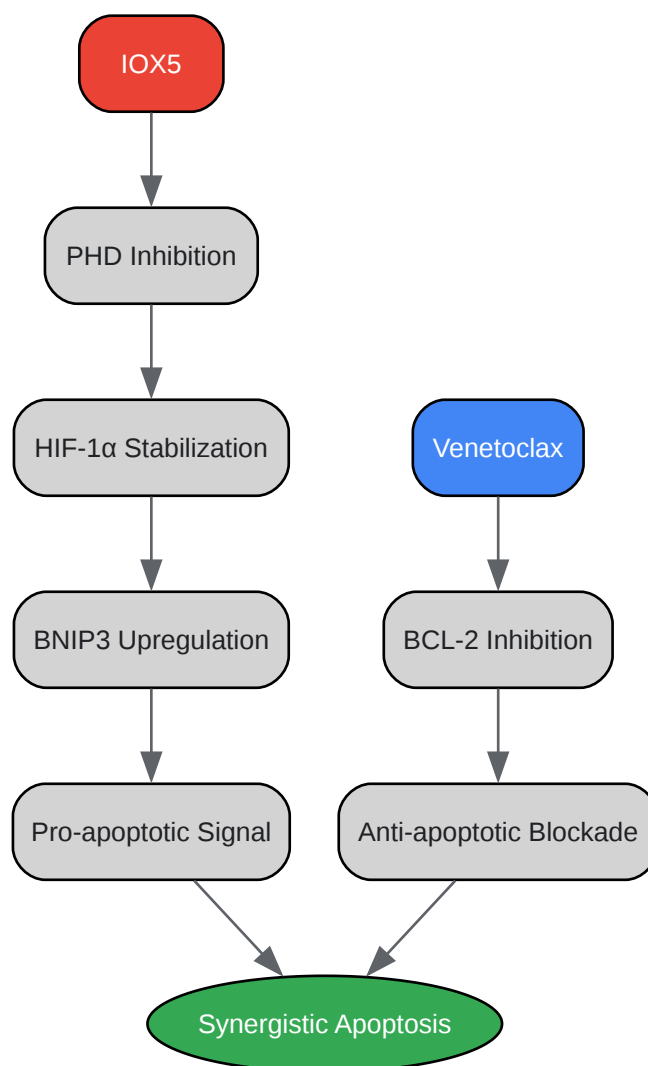 IOX5
PHD Inhibition
HIF-1α Stabilization
Venetoclax
BNIP3 Upregulation
BCL-2 Inhibition
Pro-apoptotic Signal
Anti-apoptotic Blockade
Synergistic Apoptosis